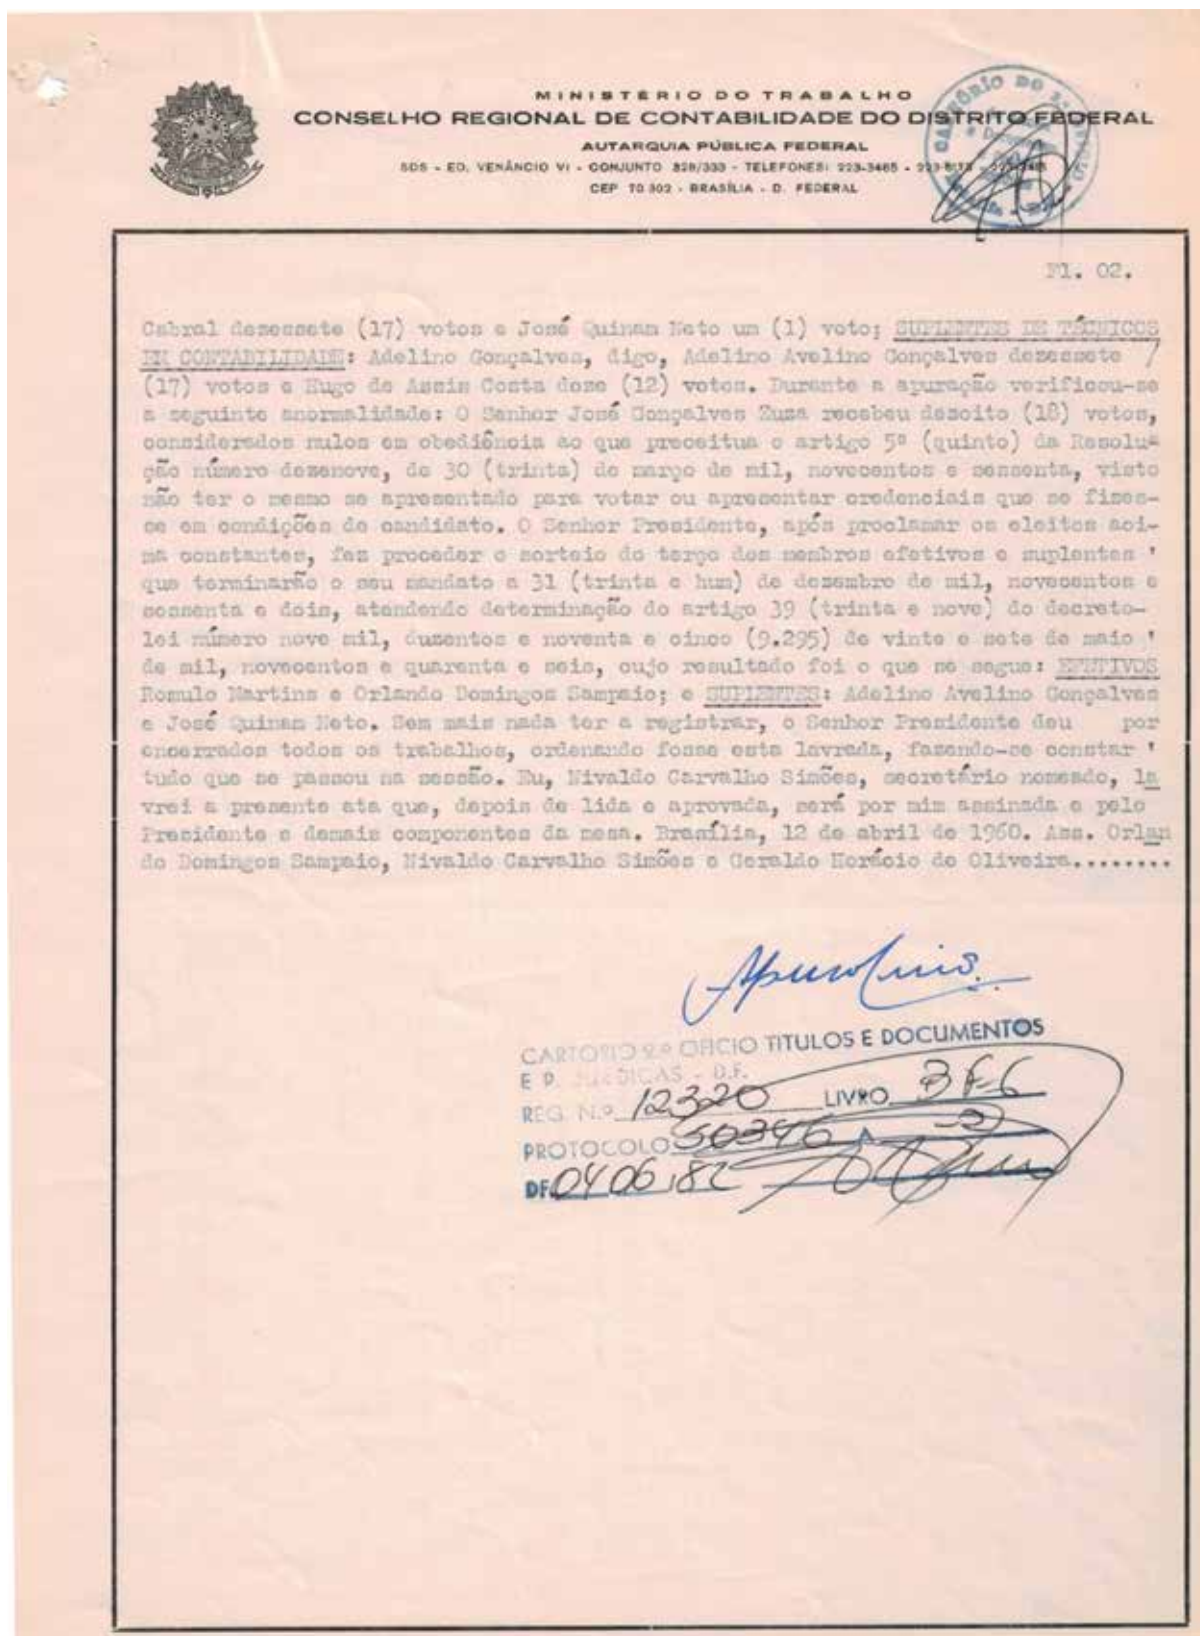 MINISTÉRIO DO TRABALHO
CONSELHO REGIONAL DE CONTABILIDADE DO DISTRITO FEDERAL
AUTARQUIA PÚBLICA FEDERAL
SDS - ED. VENÂNCIO VI - CONJUNTO 328/333 - TELEFONES: 223-3465 -
CEP 70.302 - BRASÍLIA - D. FEDERAL
Fl. 02.
Cabral desessete (17) votos e José Quinam Neto um (1) voto; SUPLENTES DE TÉCNICOS
EM CONTABILIDADE: Adelino Gonçalves, digo, Adelino Avelino Gonçalves desessete /
(17) votos e Hugo de Assis Costa doze (12) votos. Durante a apuração verificou-se
a seguinte anormalidade: O Senhor José Gonçalves Zuza recebeu dezoito (18) votos,
considerados nulos em obediência ao que preceitua o artigo 5º (quinto) da Resolu-
ção número dezenove, de 30 (trinta) de março de mil, novecentos e sessenta, visto
não ter o mesmo se apresentado para votar ou apresentar credenciais que se fizes-
se em condições de candidato. O Senhor Presidente, após proclamar os eleitos aci-
ma constantes, fez proceder o sorteio do terço dos membros efetivos e suplentes '
que terminarão o seu mandato a 31 (trinta e hum) de dezembro de mil, novecentos e
sessenta e dois, atendendo determinação do artigo 39 (trinta e nove) do decreto-
lei número nove mil, duzentos e noventa e cinco (9.295) de vinte e sete de maio '
de mil, novecentos e quarenta e seis, cujo resultado foi o que se segue: EFETIVOS
Romulo Martins e Orlando Domingos Sampaio; e SUPLENTES: Adelino Avelino Gonçalves
e José Quinam Neto. Sem mais nada ter a registrar, o Senhor Presidente deu por
encerrados todos os trabalhos, ordenando fosse esta lavrada, fazendo-se constar '
tudo que se passou na sessão. Eu, Nivaldo Carvalho Simões, secretário nomeado, la
vrei a presente ata que, depois de lida e aprovada, será por mim assinada e pelo
Presidente e demais componentes da mesa. Brasília, 12 de abril de 1960. Ass. Orlan
do Domingos Sampaio, Nivaldo Carvalho Simões e Geraldo Horácio de Oliveira........
CARTORIO 2.º OFICIO TITULOS E DOCUMENTOS
E P. JURIDICAS - D.F.
REG. N.º 12320 LIVRO BF-6
PROTOCOLO 50346
DF. 04 06 82